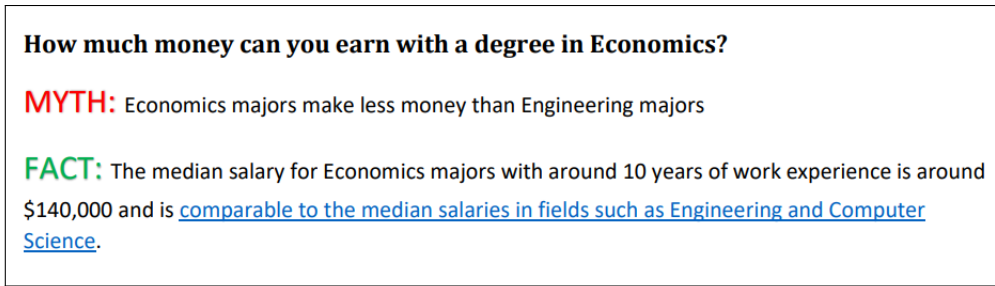 How much money can you earn with a degree in Economics?
MYTH: Economics majors make less money than Engineering majors
FACT: The median salary for Economics majors with around 10 years of work experience is around
$140,000 and is comparable to the median salaries in fields such as Engineering and Computer
Science.